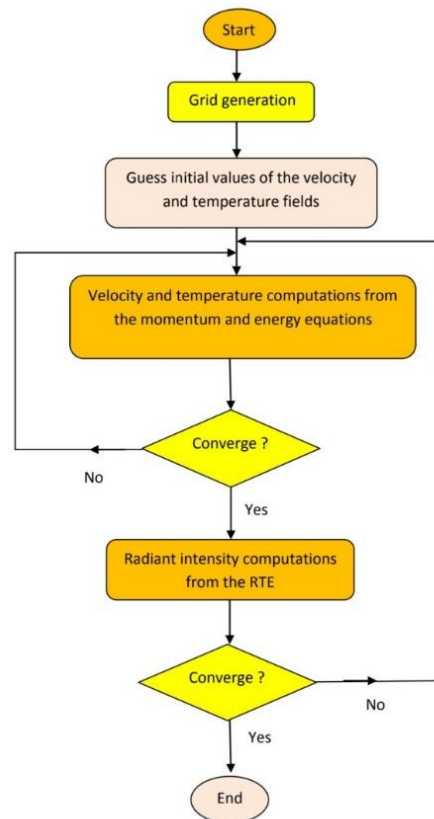 Start
Grid generation
Guess initial values of the velocity
and temperature fields
Velocity and temperature computations from
the momentum and energy equations
Converge ?
No
Yes
Radiant intensity computations
from the RTE
Converge ?
No
Yes
End